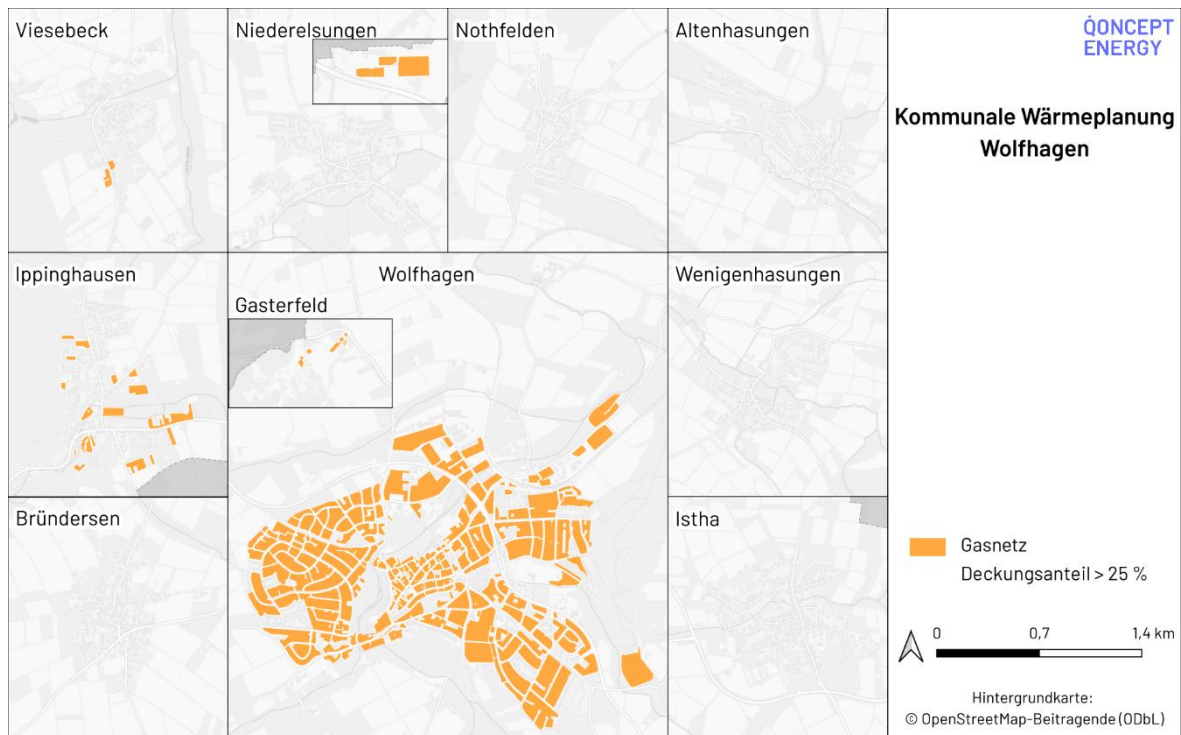 Viesebeck
Niederelsungen
Nothfelden
Altenhasungen
QONCEPT
ENERGY
Kommunale Wärmeplanung
Wolfhagen
Ippinghausen
Wolfhagen
Gasterfeld
Wenigenhasungen
Bründersen
Istha
Gasnetz
Deckungsanteil > 25 %
0 0,7 1,4 km
Hintergrundkarte:
© OpenStreetMap-Beitragende (ODbL)